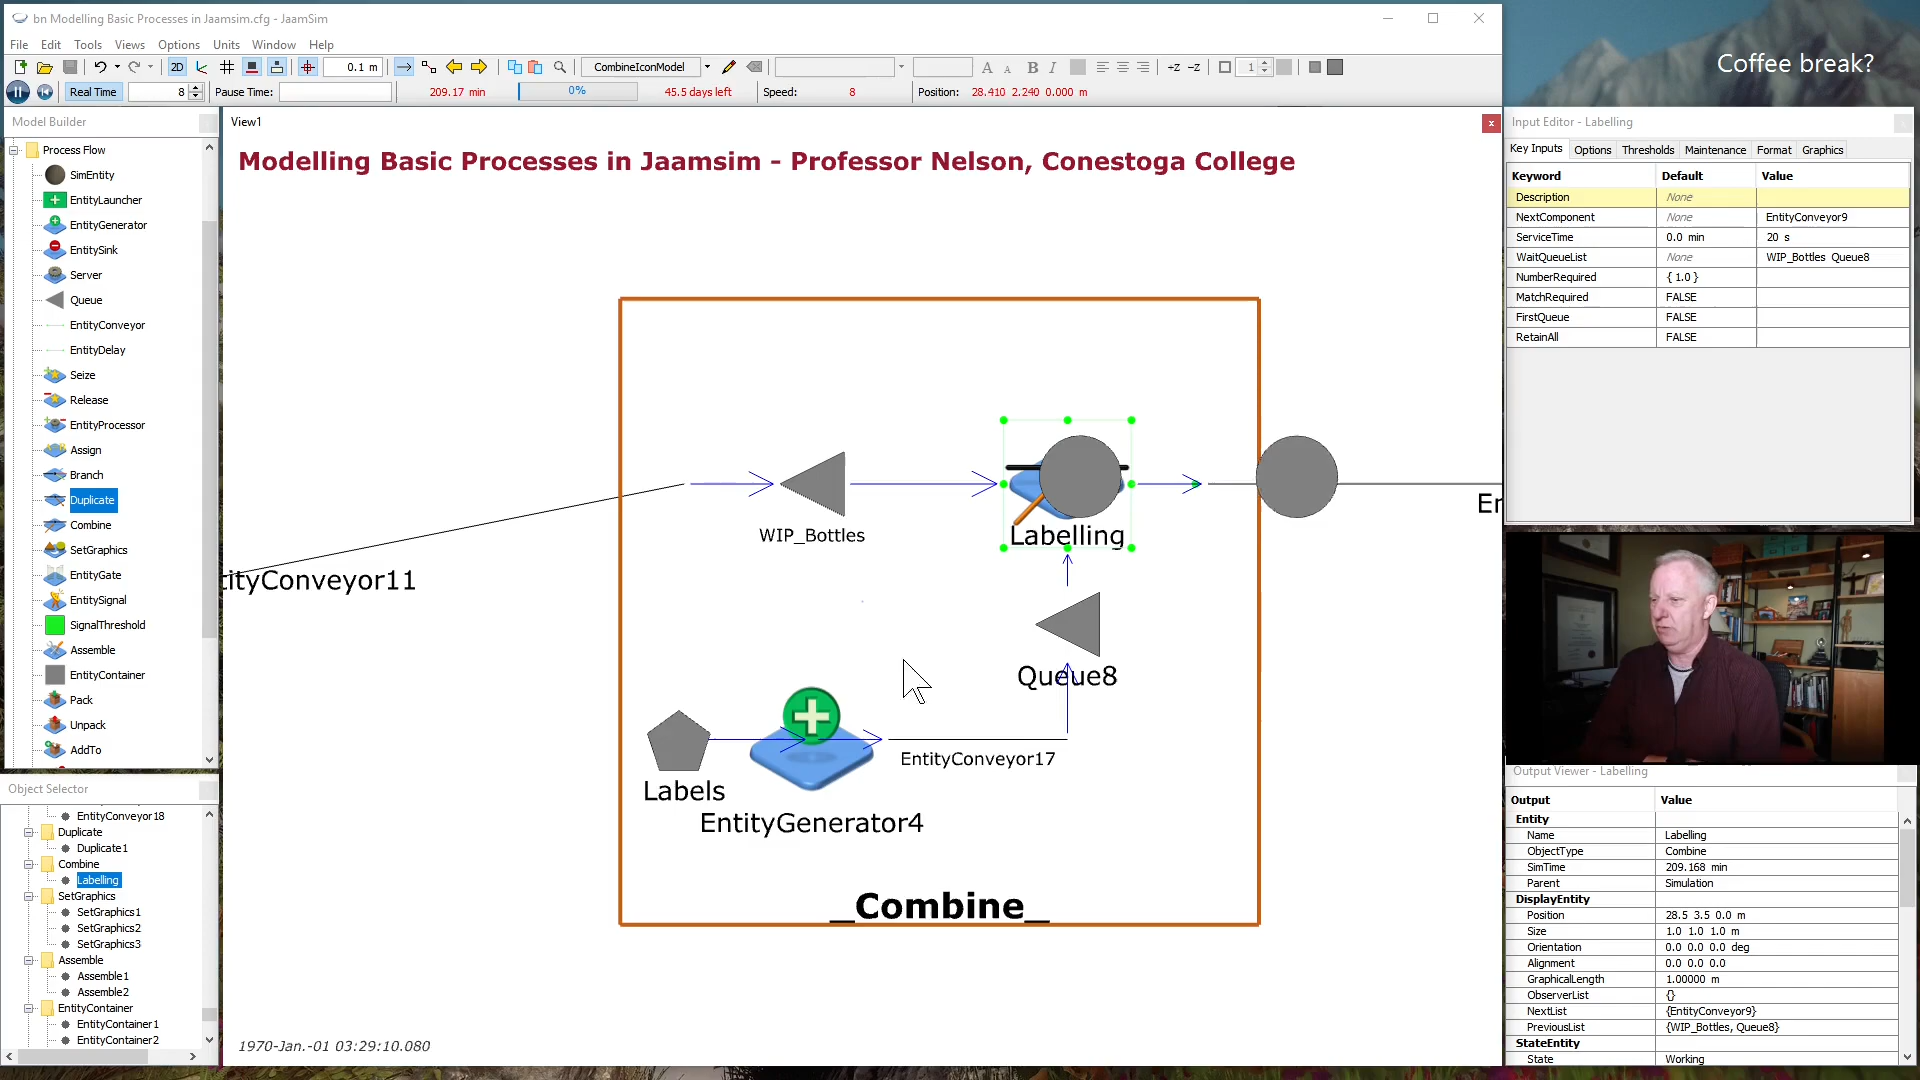 bn Modelling Basic Processes in Jaamsim.cfg - JaamSim
File Edit Tools Views Options Units Window Help
2D 0.1 m CombineIconModel A A B I +Z -Z 1
Real Time 8 Pause Time: 209.17 min 0% 45.5 days left Speed: 8 Position: 28.410 2.240 0.000 m
Coffee break?
Model Builder
Process Flow
SimEntity
EntityLauncher
EntityGenerator
EntitySink
Server
Queue
EntityConveyor
EntityDelay
Seize
Release
EntityProcessor
Assign
Branch
Duplicate
Combine
SetGraphics
EntityGate
EntitySignal
SignalThreshold
Assemble
EntityContainer
Pack
Unpack
AddTo
Object Selector
EntityConveyor18
Duplicate
Duplicate1
Combine
Labelling
SetGraphics
SetGraphics1
SetGraphics2
SetGraphics3
Assemble
Assemble1
Assemble2
EntityContainer
EntityContainer1
EntityContainer2
View1
x
Modelling Basic Processes in Jaamsim - Professor Nelson, Conestoga College
WIP_Bottles
Labelling
En
tityConveyor11
Queue8
EntityConveyor17
Labels
EntityGenerator4
_Combine_
1970-Jan.-01 03:29:10.080
Input Editor - Labelling
Key Inputs Options Thresholds Maintenance Format Graphics
Keyword Default Value
Description None
NextComponent None EntityConveyor9
ServiceTime 0.0 min 20 s
WaitQueueList None WIP_Bottles Queue8
NumberRequired { 1.0 }
MatchRequired FALSE
FirstQueue FALSE
RetainAll FALSE
Output Viewer - Labelling
Output Value
Entity
Name Labelling
ObjectType Combine
SimTime 209.168 min
Parent Simulation
DisplayEntity
Position 28.5 3.5 0.0 m
Size 1.0 1.0 1.0 m
Orientation 0.0 0.0 0.0 deg
Alignment 0.0 0.0 0.0
GraphicalLength 1.00000 m
ObserverList {}
NextList {EntityConveyor9}
PreviousList {WIP_Bottles, Queue8}
StateEntity
State Working